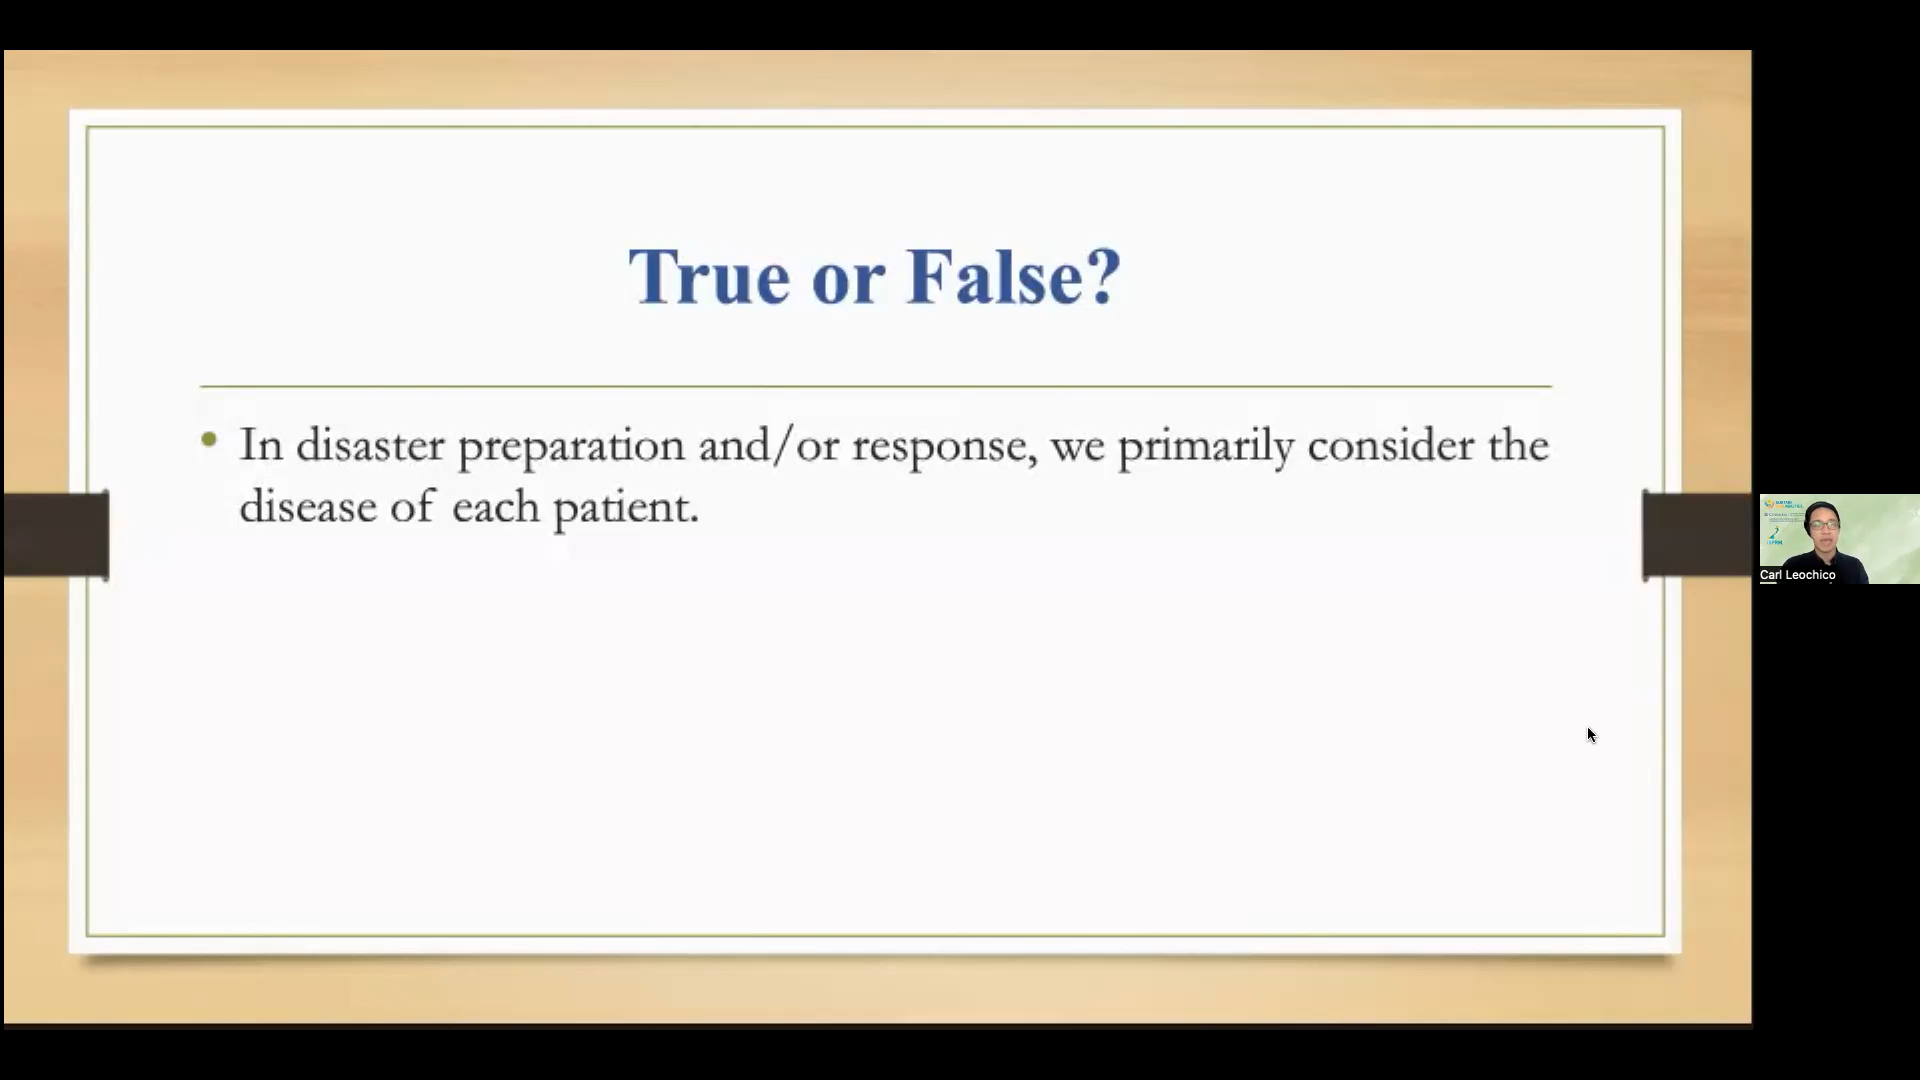 True or False?
• In disaster preparation and/or response, we primarily consider the
disease of each patient.
Carl Leochico